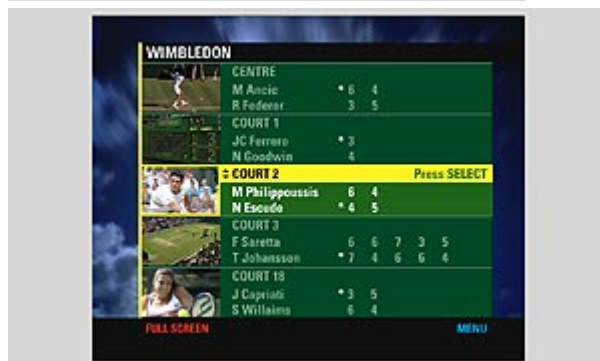 WIMBLEDON
CENTRE
M Ancic * 6 4
R Federer 3 5
COURT 1
JC Ferrero * 3
N Goodwin 4
COURT 2 Press SELECT
M Philippoussis 6 4
N Escude * 4 5
COURT 3
F Saretta 6 6 7 3 5
T Johansson * 7 4 6 6 4
COURT 18
J Capriati * 3 5
S Willaims 6 4
FULL SCREEN MENU